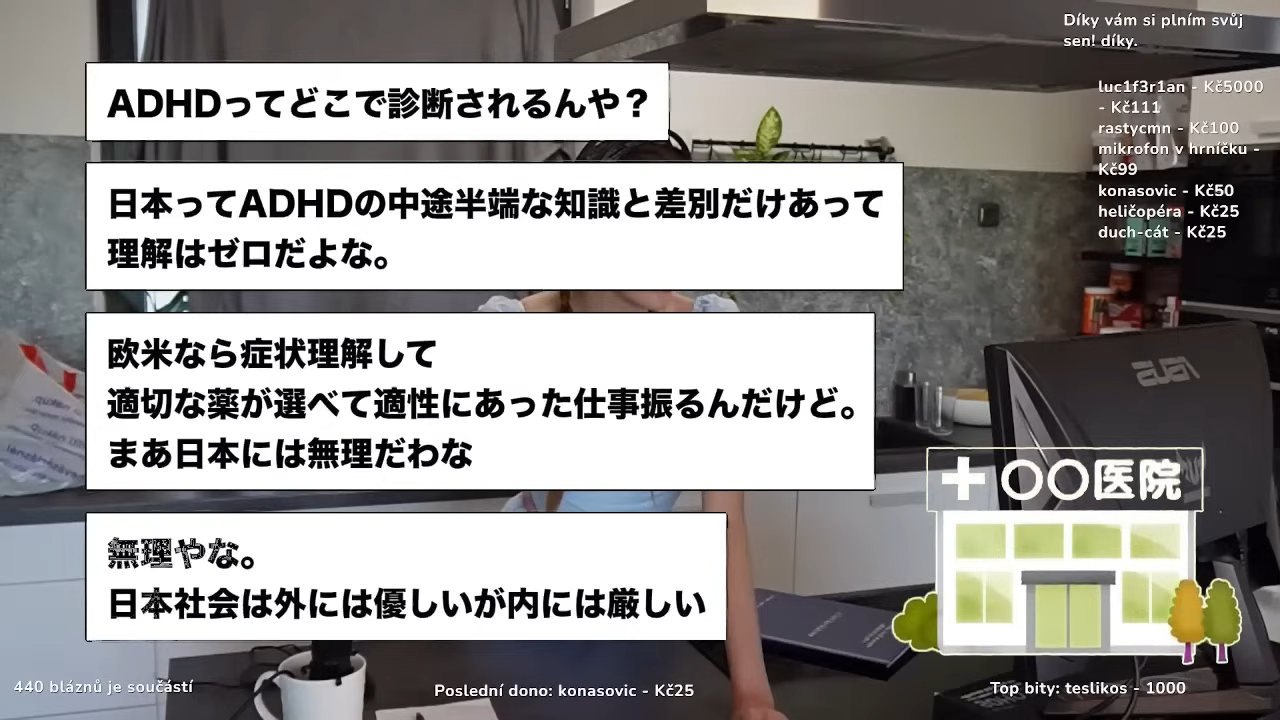 Díky vám si plním svůj
sen! díky.
luc1f3r1an - Kč5000
- Kč111
rastycmn - Kč100
mikrofon v hrníčku -
Kč99
konasovic - Kč50
heličopéra - Kč25
duch-cát - Kč25
ADHDってどこで診断されるんや？
日本ってADHDの中途半端な知識と差別だけあって
理解はゼロだよな。
欧米なら症状理解して
適切な薬が選べて適性にあった仕事振るんだけど。
まあ日本には無理だわな
無理やな。
日本社会は外には優しいが内には厳しい
ASUS
〇〇医院
440 bláznů je součástí
Poslední dono: konasovic - Kč25
Top bity: teslikos - 1000